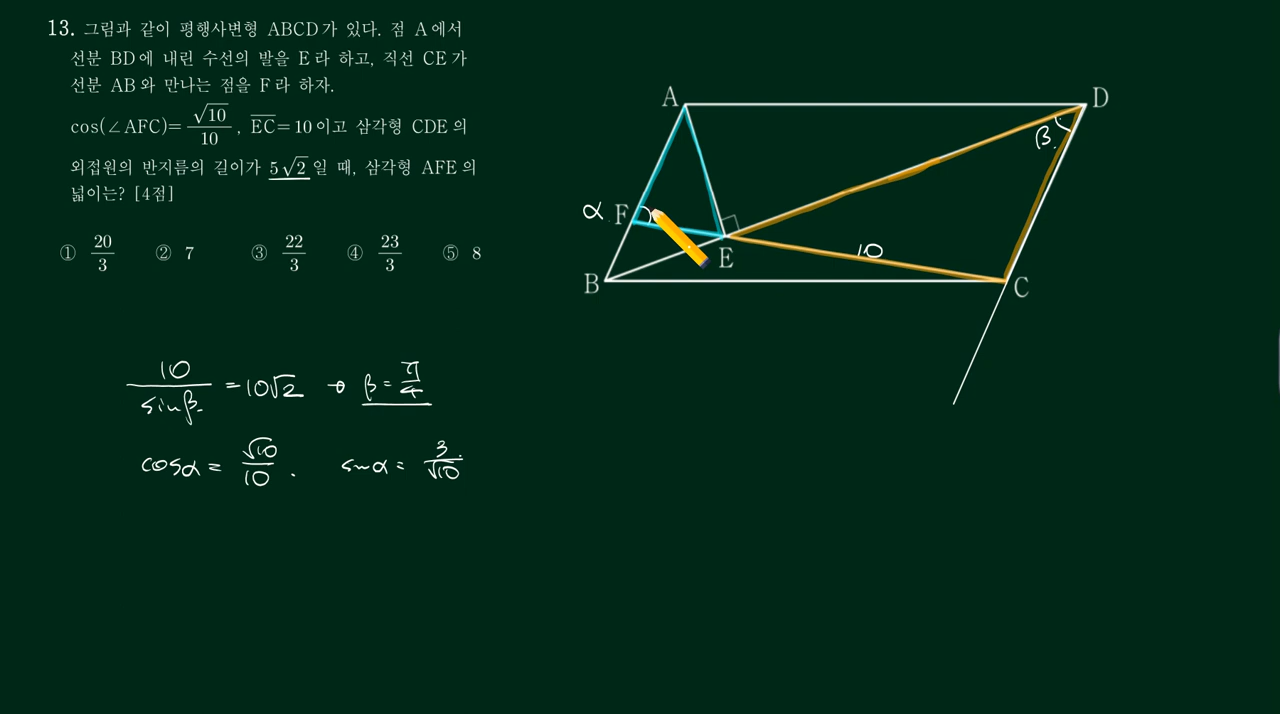 13. 그림과 같이 평행사변형 ABCD가 있다. 점 A에서
선분 BD에 내린 수선의 발을 E라 하고, 직선 CE가
선분 AB와 만나는 점을 F라 하자.
cos(∠AFC)=√10/10, EC=10이고 삼각형 CDE의
외접원의 반지름의 길이가 5√2일 때, 삼각형 AFE의
넓이는? [4점]
① 20/3 ② 7 ③ 22/3 ④ 23/3 ⑤ 8
A
D
β
α F
E
10
B
C
10/sinβ = 10√2 → β = π/4
cosα = √10/10 . sinα = 3/√10